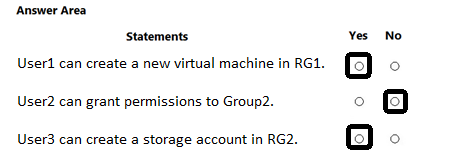 Answer Area
Statements Yes No
User1 can create a new virtual machine in RG1.
User2 can grant permissions to Group2.
User3 can create a storage account in RG2.